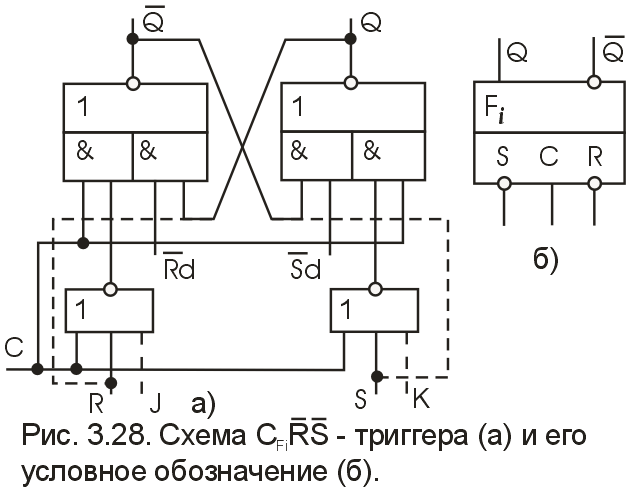 Q̅ Q
1 1
& & & &
R̅d S̅d
1 1
C
R J а) S K
Q Q̅
Fi
S C R
б)
Рис. 3.28. Схема CFiR̅S̅ - триггера (а) и его
условное обозначение (б).